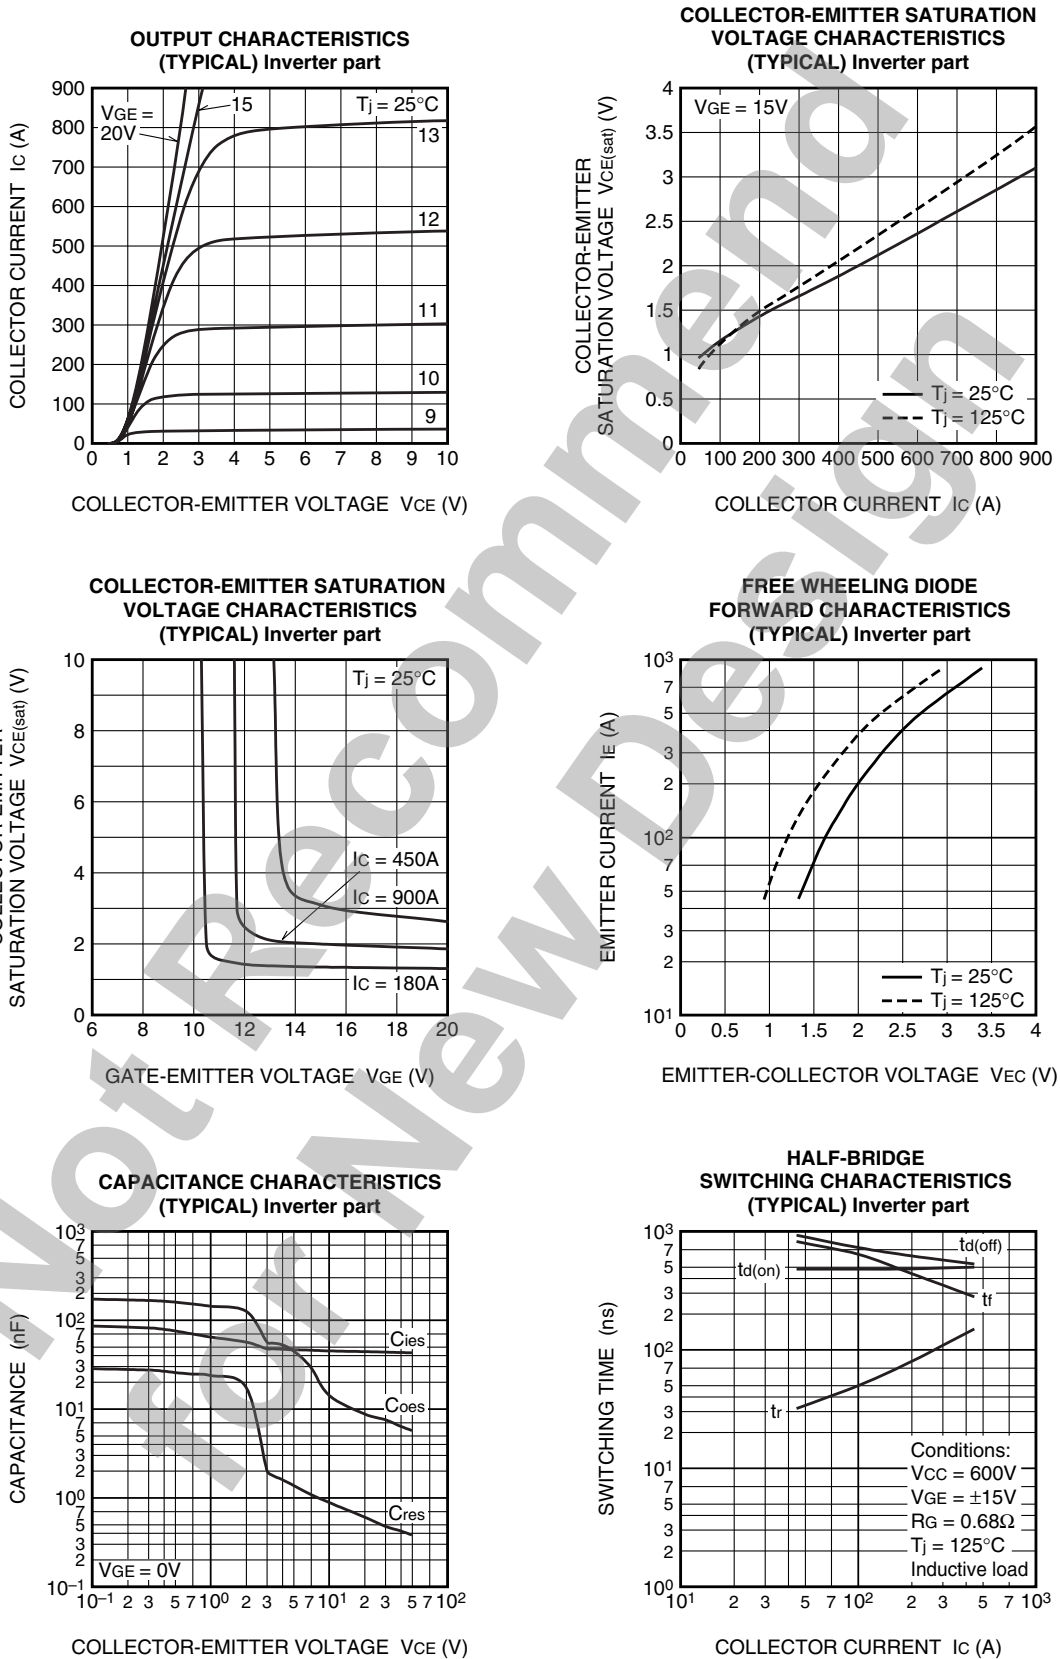 OUTPUT CHARACTERISTICS
(TYPICAL) Inverter part
COLLECTOR CURRENT IC (A)
900
800
700
600
500
400
300
200
100
0
VGE =
20V
15
Tj = 25°C
13
12
11
10
9
0 1 2 3 4 5 6 7 8 9 10
COLLECTOR-EMITTER VOLTAGE VCE (V)
COLLECTOR-EMITTER SATURATION
VOLTAGE CHARACTERISTICS
(TYPICAL) Inverter part
COLLECTOR-EMITTER
SATURATION VOLTAGE VCE(sat) (V)
4
3.5
3
2.5
2
1.5
1
0.5
0
VGE = 15V
Tj = 25°C
Tj = 125°C
0 100 200 300 400 500 600 700 800 900
COLLECTOR CURRENT IC (A)
COLLECTOR-EMITTER SATURATION
VOLTAGE CHARACTERISTICS
(TYPICAL) Inverter part
SATURATION VOLTAGE VCE(sat) (V)
10
8
6
4
2
0
Tj = 25°C
IC = 450A
IC = 900A
IC = 180A
6 8 10 12 14 16 18 20
GATE-EMITTER VOLTAGE VGE (V)
FREE WHEELING DIODE
FORWARD CHARACTERISTICS
(TYPICAL) Inverter part
EMITTER CURRENT IE (A)
10³
7
5
3
2
10²
7
5
3
2
10¹
Tj = 25°C
Tj = 125°C
0 0.5 1 1.5 2 2.5 3 3.5 4
EMITTER-COLLECTOR VOLTAGE VEC (V)
CAPACITANCE CHARACTERISTICS
(TYPICAL) Inverter part
CAPACITANCE (nF)
10³
7
5
3
2
10²
7
5
3
2
10¹
7
5
3
2
10⁰
7
5
3
2
10⁻¹
Cies
Coes
Cres
VGE = 0V
10⁻¹ 2 3 5 7 10⁰ 2 3 5 7 10¹ 2 3 5 7 10²
COLLECTOR-EMITTER VOLTAGE VCE (V)
HALF-BRIDGE
SWITCHING CHARACTERISTICS
(TYPICAL) Inverter part
SWITCHING TIME (ns)
10³
7
5
3
2
10²
7
5
3
2
10¹
7
5
3
2
10⁰
td(off)
td(on)
tf
tr
Conditions:
VCC = 600V
VGE = ±15V
RG = 0.68Ω
Tj = 125°C
Inductive load
10¹ 2 3 5 7 10² 2 3 5 7 10³
COLLECTOR CURRENT IC (A)
Not Recommend
for New Design